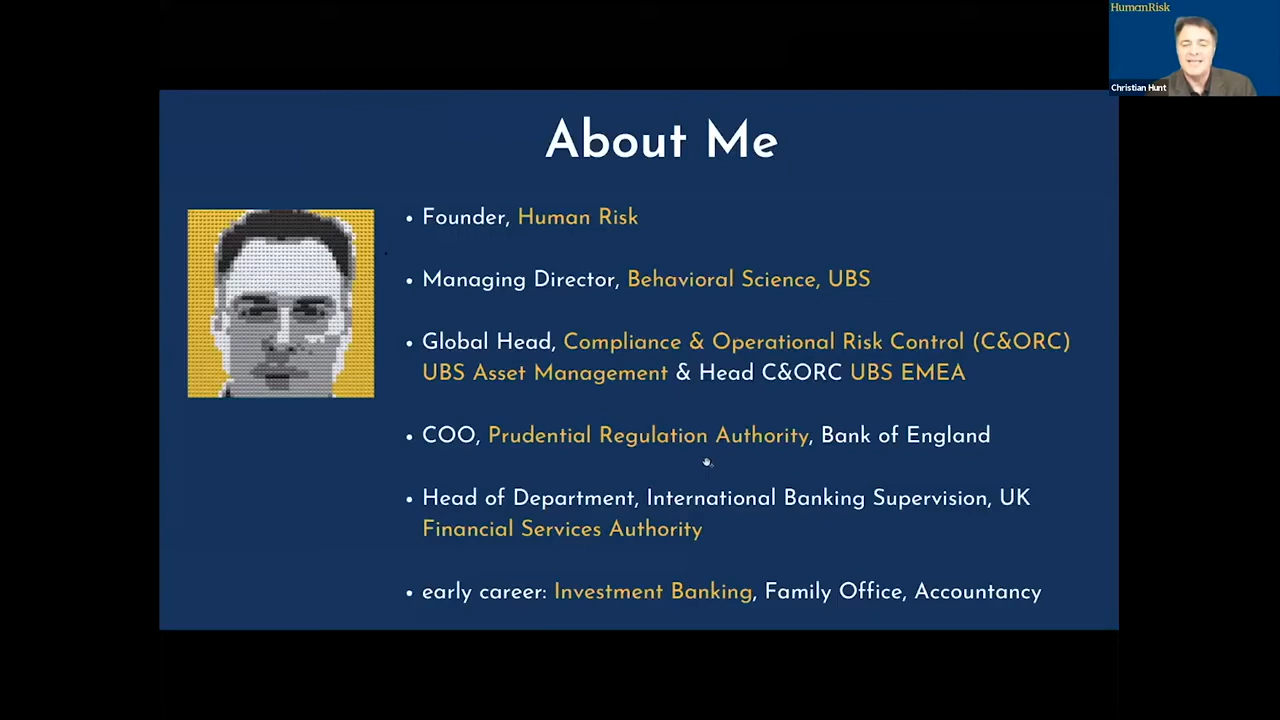 HumanRisk
Christian Hunt
About Me
• Founder, Human Risk
• Managing Director, Behavioral Science, UBS
• Global Head, Compliance & Operational Risk Control (C&ORC)
UBS Asset Management & Head C&ORC UBS EMEA
• COO, Prudential Regulation Authority, Bank of England
• Head of Department, International Banking Supervision, UK
Financial Services Authority
• early career: Investment Banking, Family Office, Accountancy